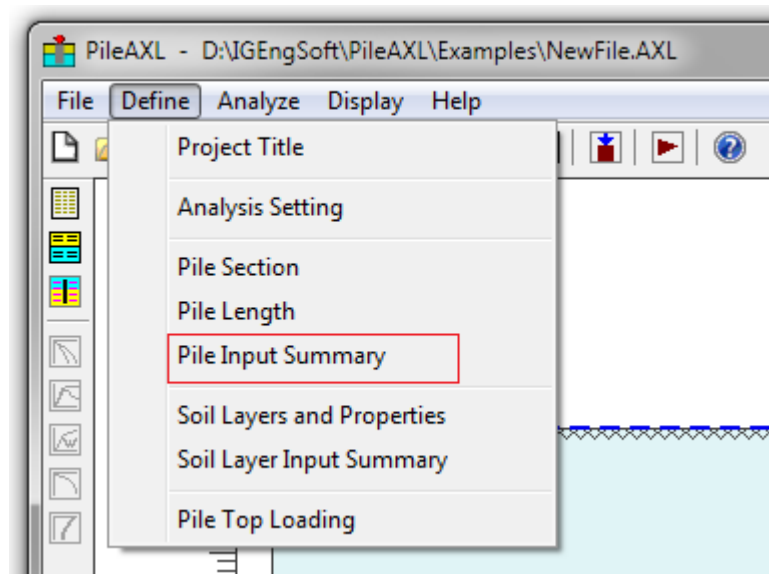 PileAXL - D:\IGEngSoft\PileAXL\Examples\NewFile.AXL
File Define Analyze Display Help
Project Title
Analysis Setting
Pile Section
Pile Length
Pile Input Summary
Soil Layers and Properties
Soil Layer Input Summary
Pile Top Loading